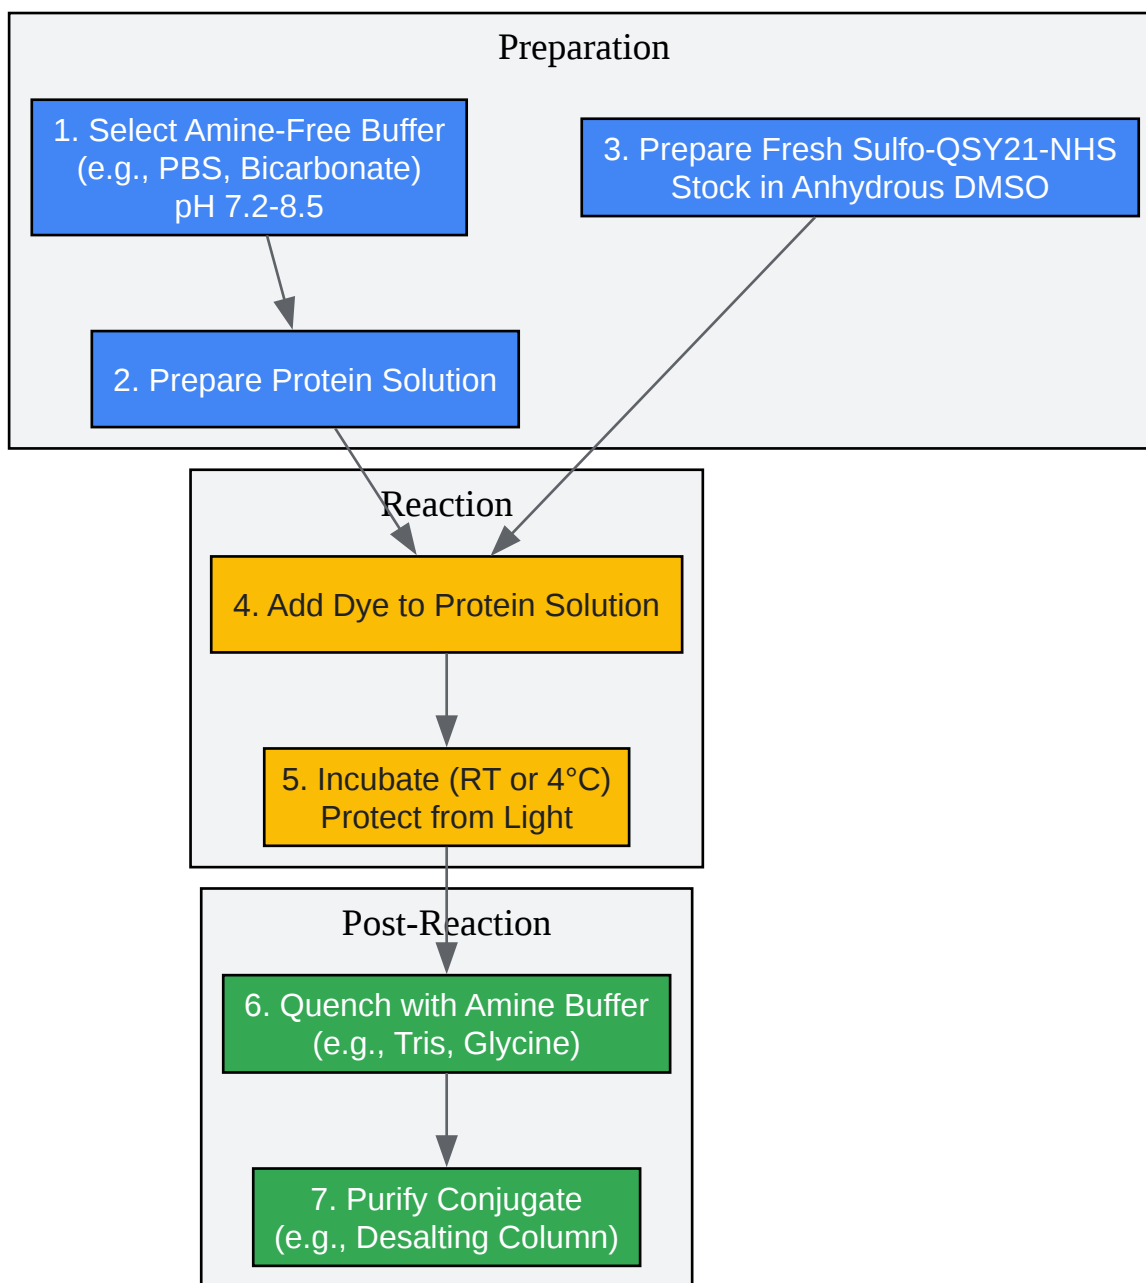 Preparation
1. Select Amine-Free Buffer
(e.g., PBS, Bicarbonate)
pH 7.2-8.5
3. Prepare Fresh Sulfo-QSY21-NHS
Stock in Anhydrous DMSO
2. Prepare Protein Solution
Reaction
4. Add Dye to Protein Solution
5. Incubate (RT or 4°C)
Protect from Light
Post-Reaction
6. Quench with Amine Buffer
(e.g., Tris, Glycine)
7. Purify Conjugate
(e.g., Desalting Column)